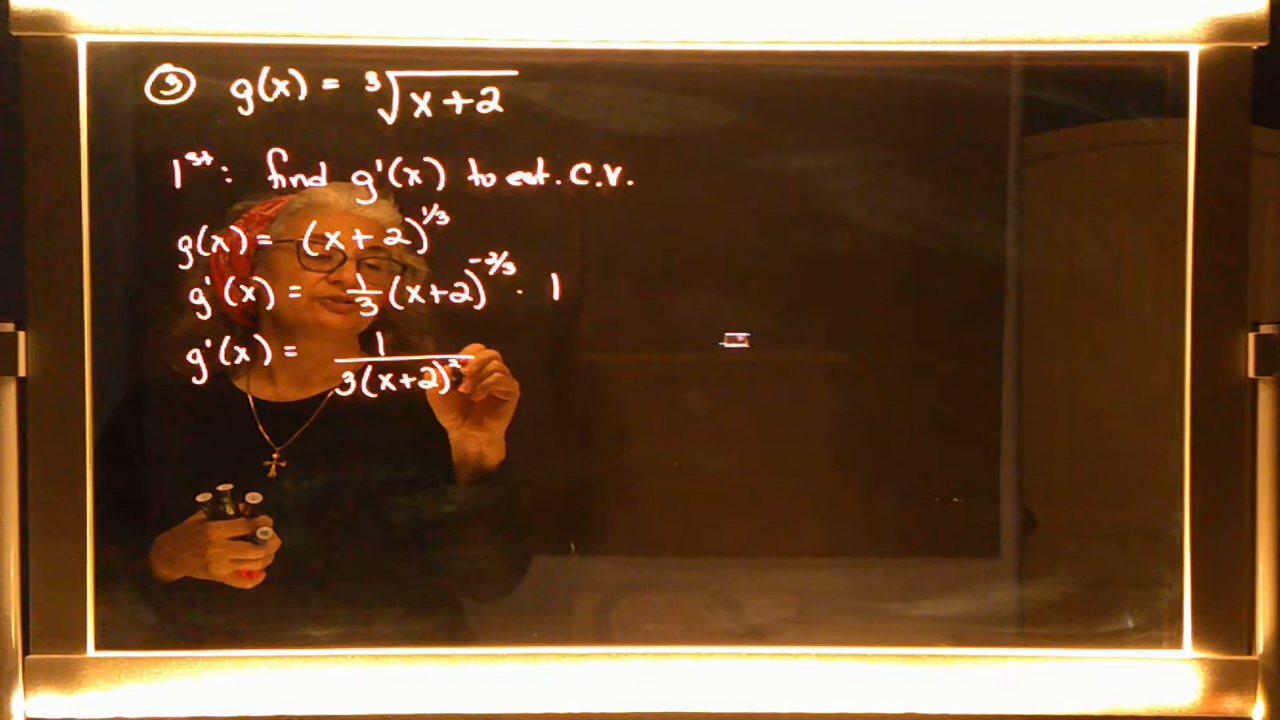 ③ g(x) = ∛(x+2)
1st: find g'(x) to est. C.V.
g(x) = (x+2)^1/3
g'(x) = 1/3 (x+2)^-2/3 · 1
g'(x) = 1/3(x+2)^2